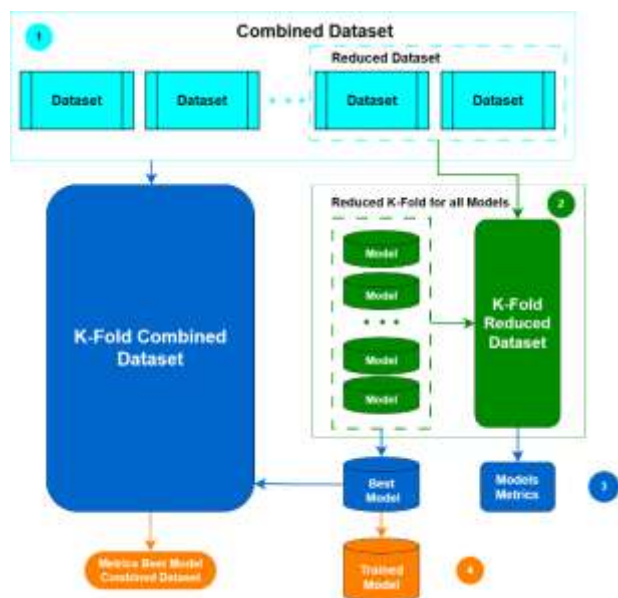 1
Combined Dataset
Reduced Dataset
Dataset
Dataset
Dataset
Dataset
Reduced K-Fold for all Models
2
Model
Model
Model
Model
K-Fold
Reduced
Dataset
K-Fold Combined
Dataset
Best
Model
Models
Metrics
3
Metrics Best Model
Combined Dataset
Trained
Model
4